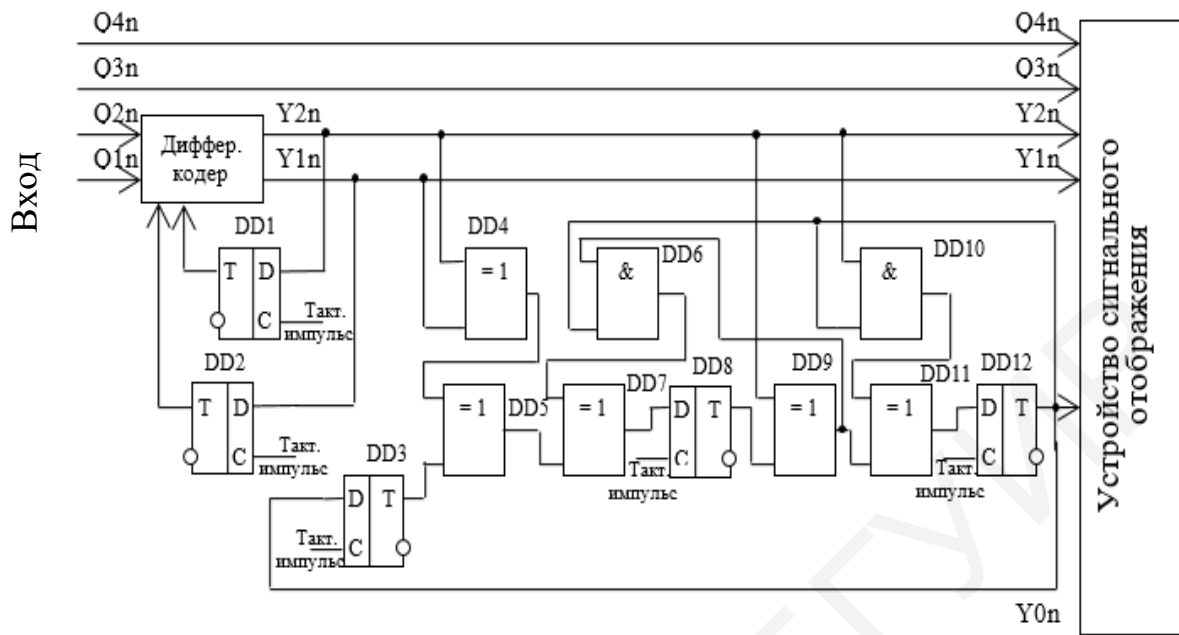 Q4n
Q4n
Q3n
Q3n
Q2n
Y2n
Y2n
Q1n
Y1n
Y1n
Вход
Диффер.
кодер
Устройство сигнального
отображения
DD1
T D
C
Такт.
импульс
DD4
= 1
DD6
&
DD10
&
DD2
T D
C
Такт.
импульс
DD5
= 1
DD7
= 1
DD8
D T
C
Такт.
импульс
DD9
= 1
DD11
= 1
DD12
D T
C
Такт.
импульс
DD3
D T
C
Такт.
импульс
Y0n
БГУИР